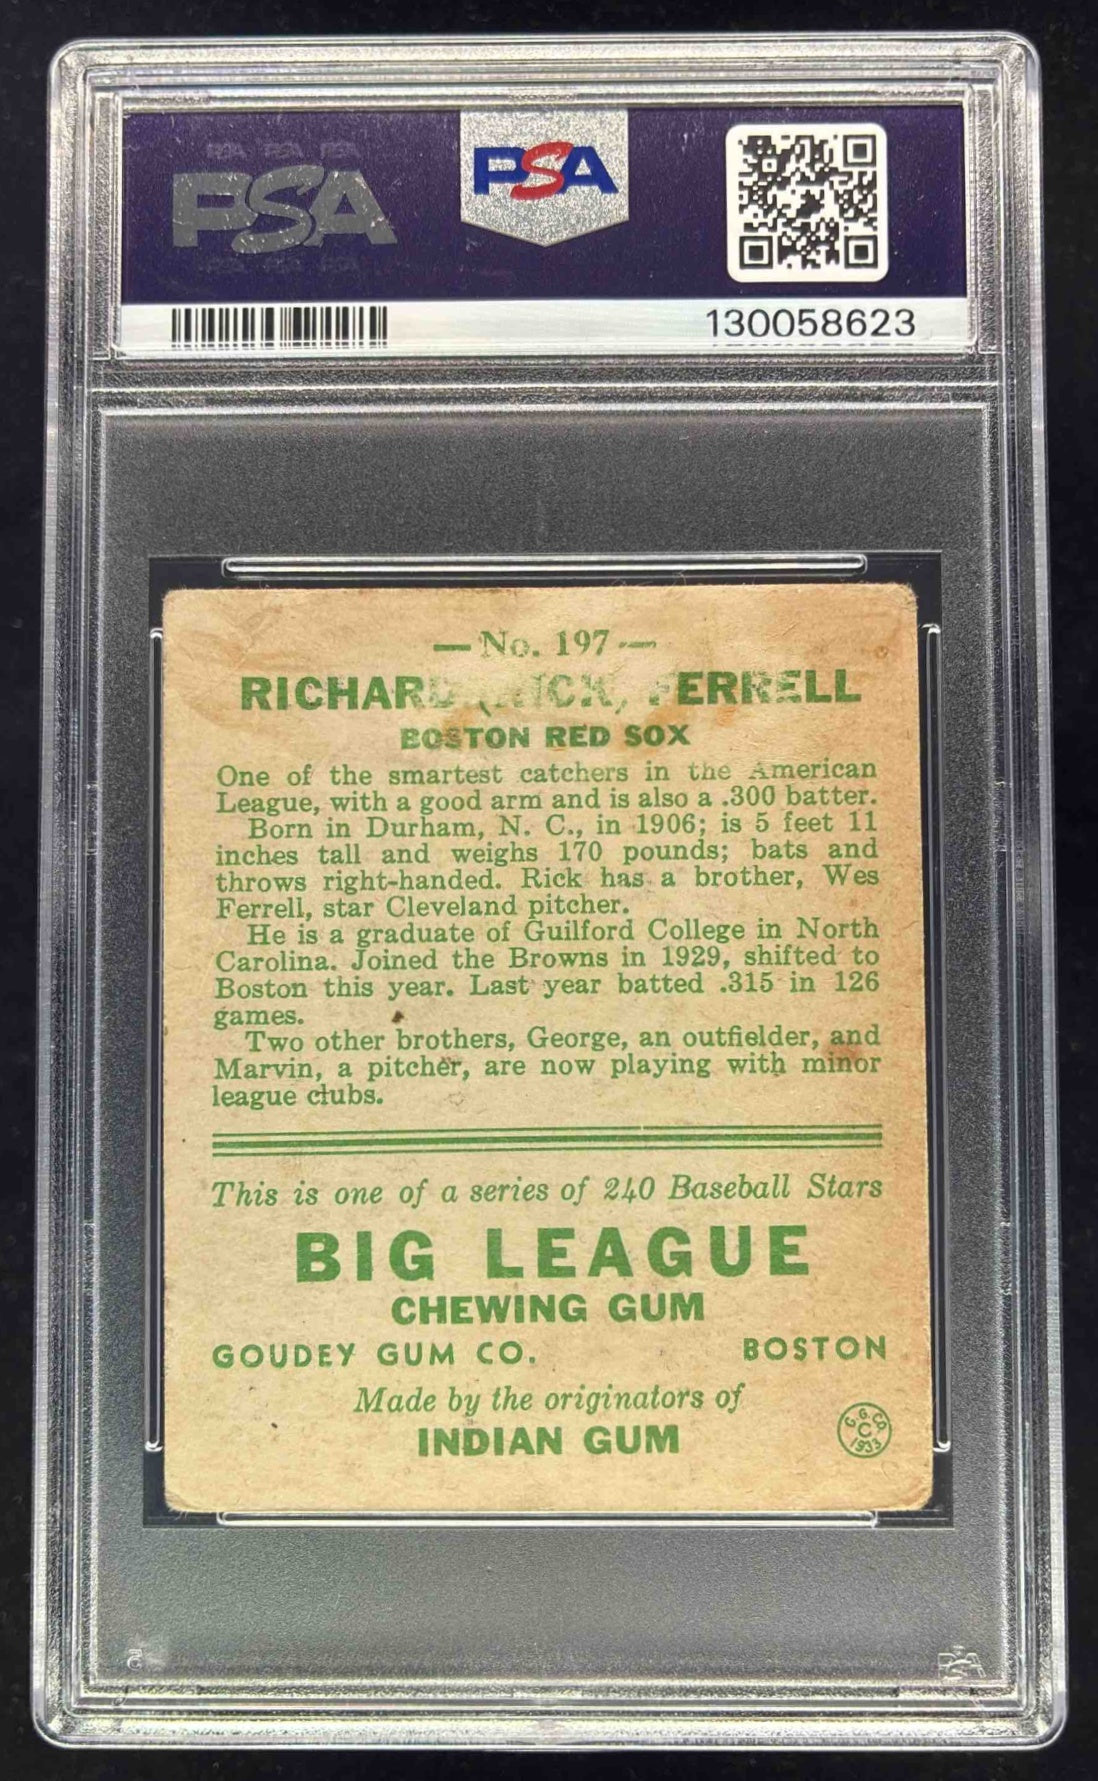 PSA
PSA
130058623
— No. 197 —
RICHARD (RICK) FERRELL
BOSTON RED SOX
One of the smartest catchers in the American
League, with a good arm and is also a .300 batter.
Born in Durham, N. C., in 1906; is 5 feet 11
inches tall and weighs 170 pounds; bats and
throws right-handed. Rick has a brother, Wes
Ferrell, star Cleveland pitcher.
He is a graduate of Guilford College in North
Carolina. Joined the Browns in 1929, shifted to
Boston this year. Last year batted .315 in 126
games.
Two other brothers, George, an outfielder, and
Marvin, a pitcher, are now playing with minor
league clubs.
This is one of a series of 240 Baseball Stars
BIG LEAGUE
CHEWING GUM
GOUDEY GUM CO. BOSTON
Made by the originators of
INDIAN GUM
G. G. CO
C
1933
PSA